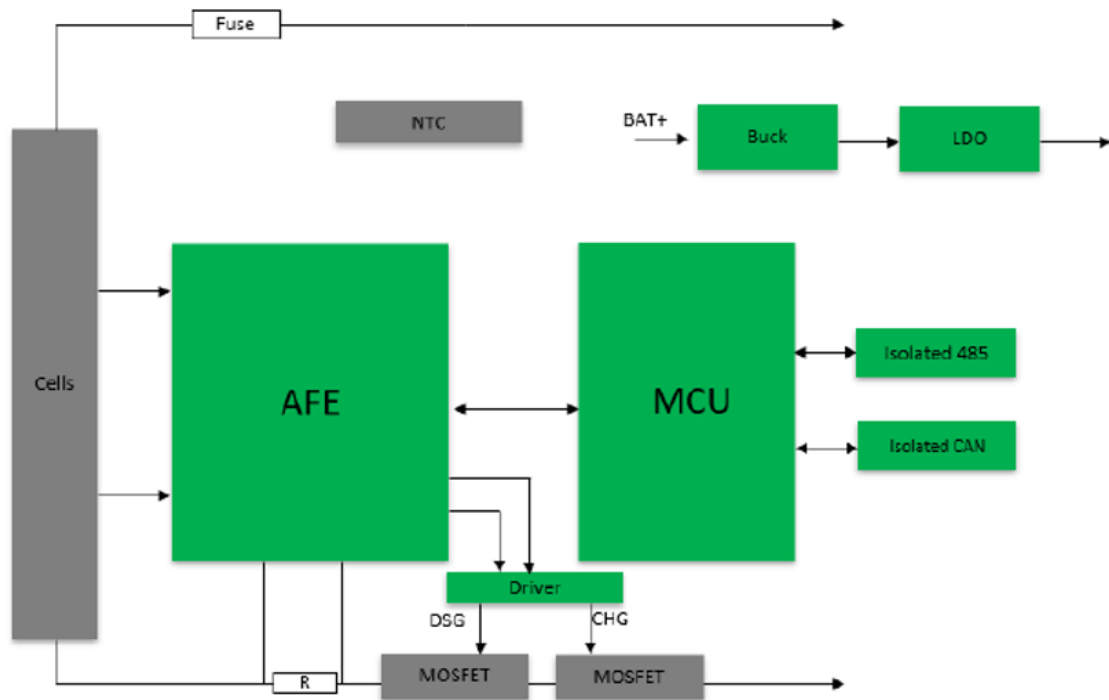 Fuse
NTC
BAT+
Buck
LDO
Cells
AFE
MCU
Isolated 485
Isolated CAN
Driver
DSG
CHG
R
MOSFET
MOSFET